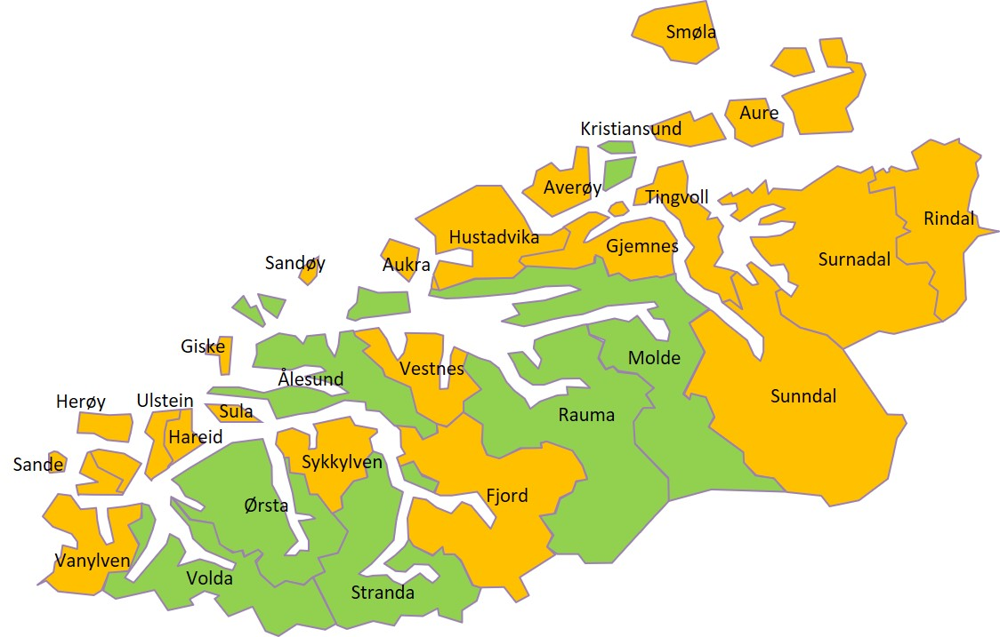 Smøla
Aure
Kristiansund
Averøy
Tingvoll
Rindal
Hustadvika
Gjemnes
Surnadal
Sandøy
Aukra
Giske
Molde
Vestnes
Ålesund
Sunndal
Herøy
Ulstein
Sula
Rauma
Hareid
Sande
Sykkylven
Fjord
Ørsta
Vanylven
Volda
Stranda